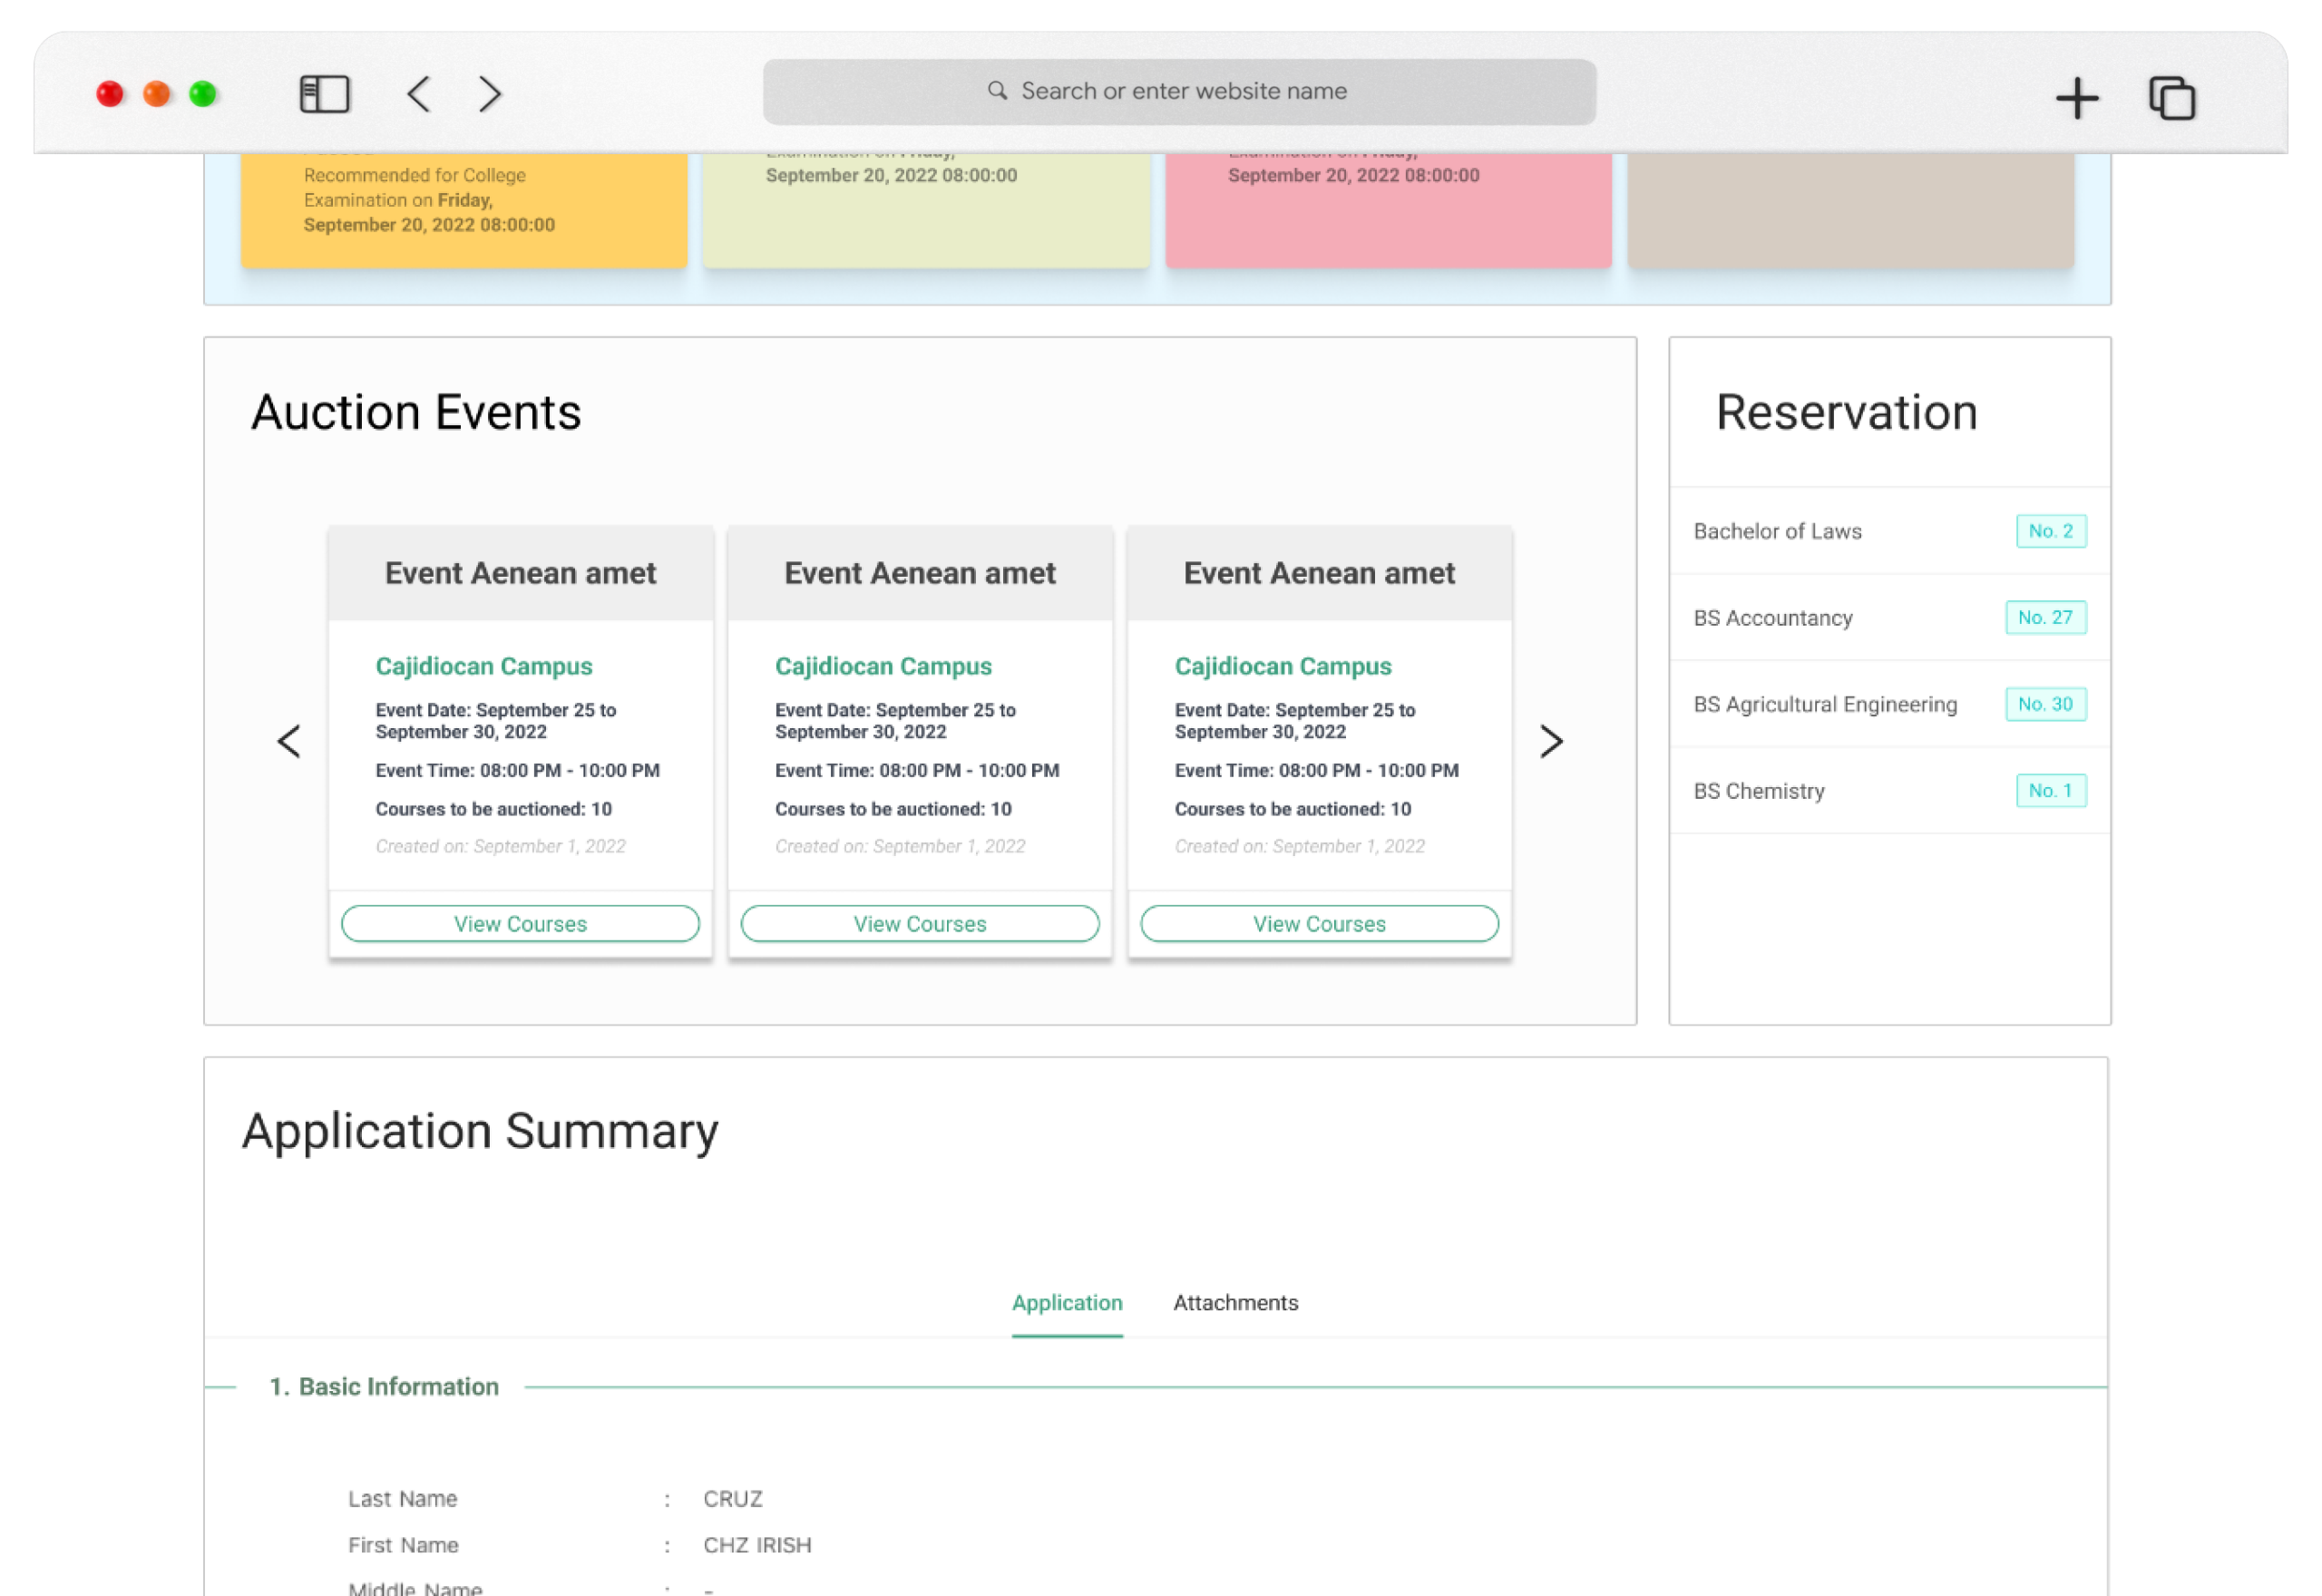 Search or enter website name
Recommended for College
Examination on Friday,
September 20, 2022 08:00:00
Examination on Friday,
September 20, 2022 08:00:00
Examination on Friday,
September 20, 2022 08:00:00
Auction Events
Event Aenean amet
Cajidiocan Campus
Event Date: September 25 to
September 30, 2022
Event Time: 08:00 PM - 10:00 PM
Courses to be auctioned: 10
Created on: September 1, 2022
View Courses
Event Aenean amet
Cajidiocan Campus
Event Date: September 25 to
September 30, 2022
Event Time: 08:00 PM - 10:00 PM
Courses to be auctioned: 10
Created on: September 1, 2022
View Courses
Event Aenean amet
Cajidiocan Campus
Event Date: September 25 to
September 30, 2022
Event Time: 08:00 PM - 10:00 PM
Courses to be auctioned: 10
Created on: September 1, 2022
View Courses
Reservation
Bachelor of Laws No. 2
BS Accountancy No. 27
BS Agricultural Engineering No. 30
BS Chemistry No. 1
Application Summary
Application Attachments
1. Basic Information
Last Name : CRUZ
First Name : CHZ IRISH
Middle Name : -